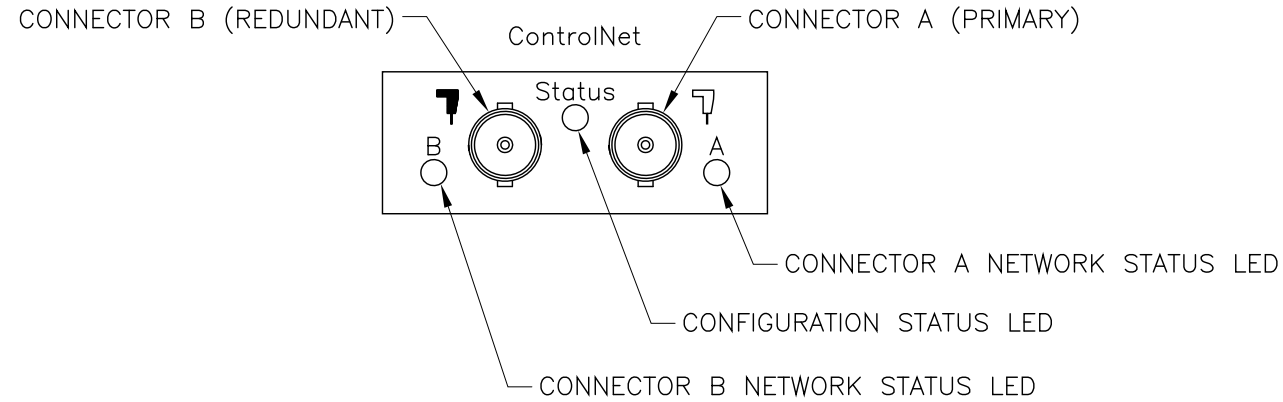 CONNECTOR B (REDUNDANT)
CONNECTOR A (PRIMARY)
ControlNet
Status
B
A
CONNECTOR A NETWORK STATUS LED
CONFIGURATION STATUS LED
CONNECTOR B NETWORK STATUS LED